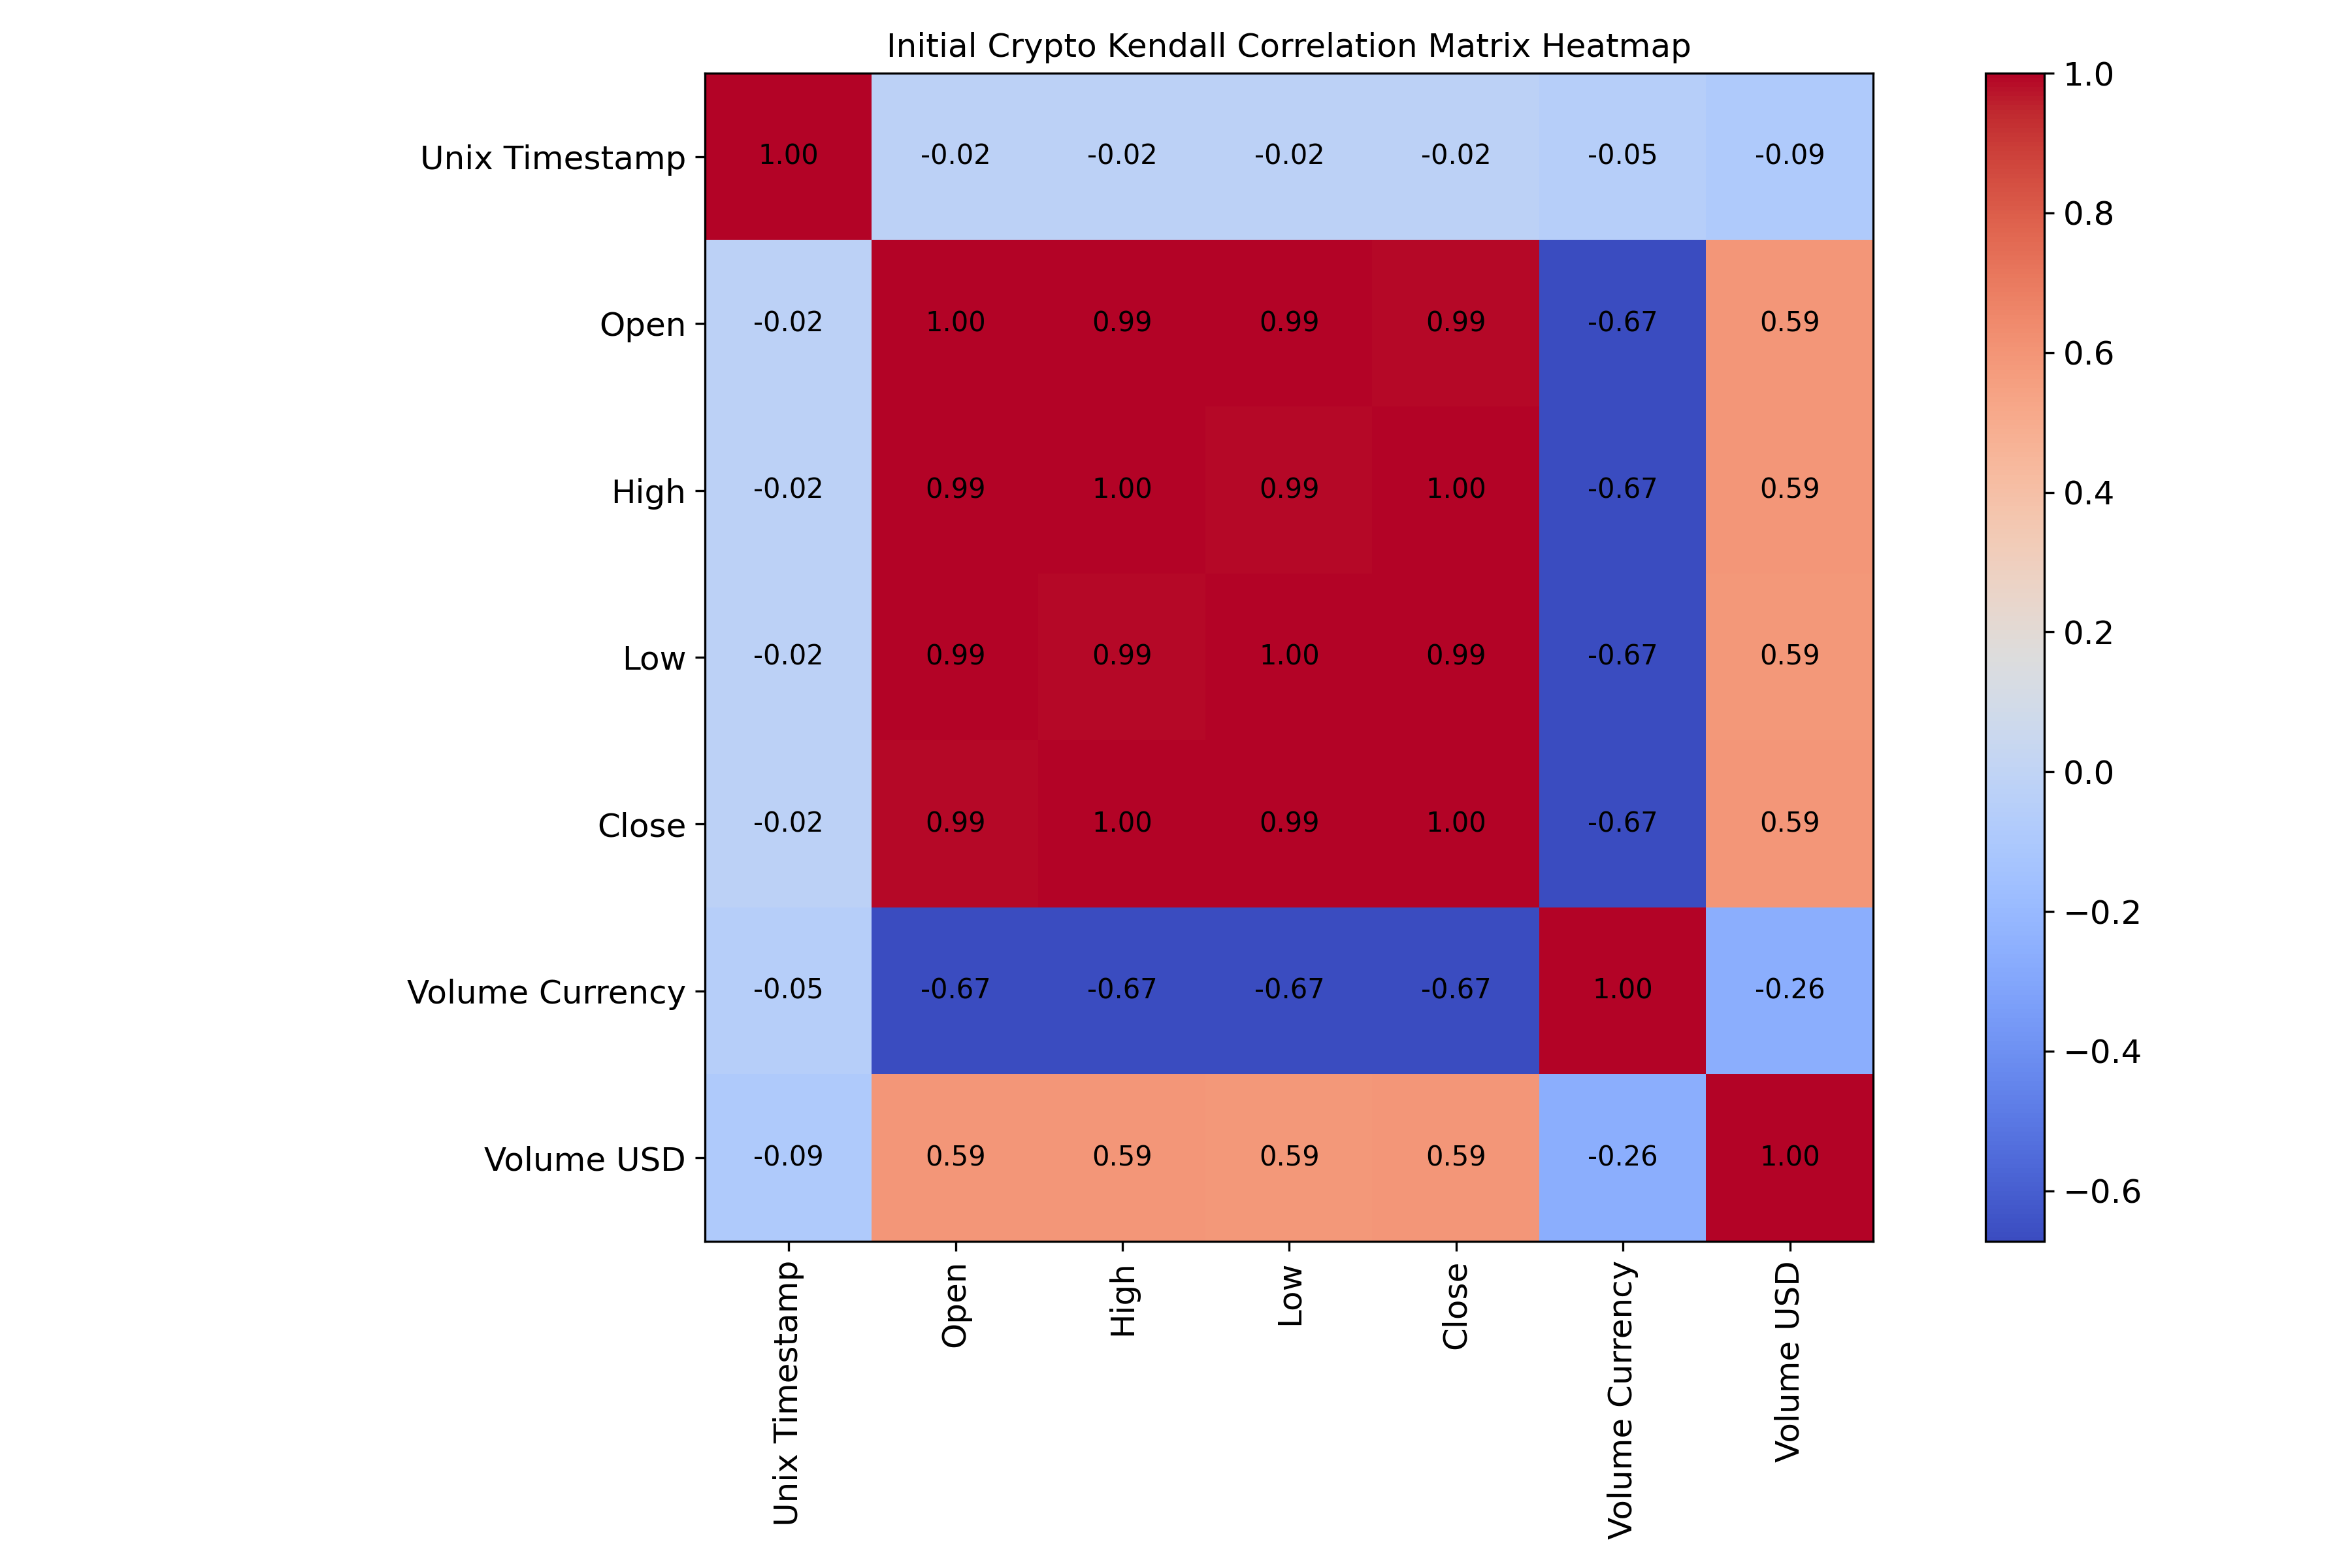 Initial Crypto Kendall Correlation Matrix Heatmap
Unix Timestamp 1.00 -0.02 -0.02 -0.02 -0.02 -0.05 -0.09
Open -0.02 1.00 0.99 0.99 0.99 -0.67 0.59
High -0.02 0.99 1.00 0.99 1.00 -0.67 0.59
Low -0.02 0.99 0.99 1.00 0.99 -0.67 0.59
Close -0.02 0.99 1.00 0.99 1.00 -0.67 0.59
Volume Currency -0.05 -0.67 -0.67 -0.67 -0.67 1.00 -0.26
Volume USD -0.09 0.59 0.59 0.59 0.59 -0.26 1.00
Unix Timestamp
Open
High
Low
Close
Volume Currency
Volume USD
1.0
0.8
0.6
0.4
0.2
0.0
−0.2
−0.4
−0.6